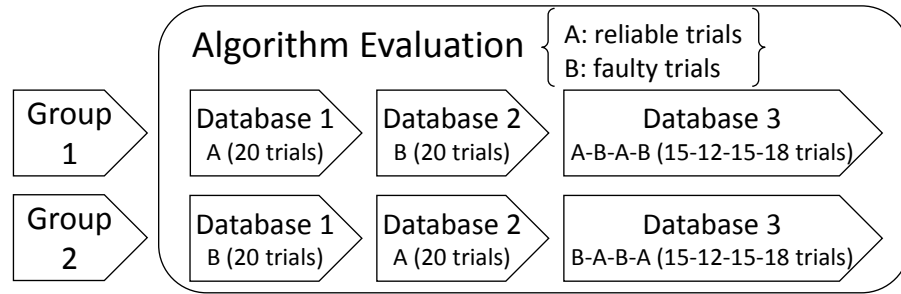 Algorithm Evaluation
A: reliable trials
B: faulty trials
Group
1
Database 1
A (20 trials)
Database 2
B (20 trials)
Database 3
A-B-A-B (15-12-15-18 trials)
Group
2
Database 1
B (20 trials)
Database 2
A (20 trials)
Database 3
B-A-B-A (15-12-15-18 trials)